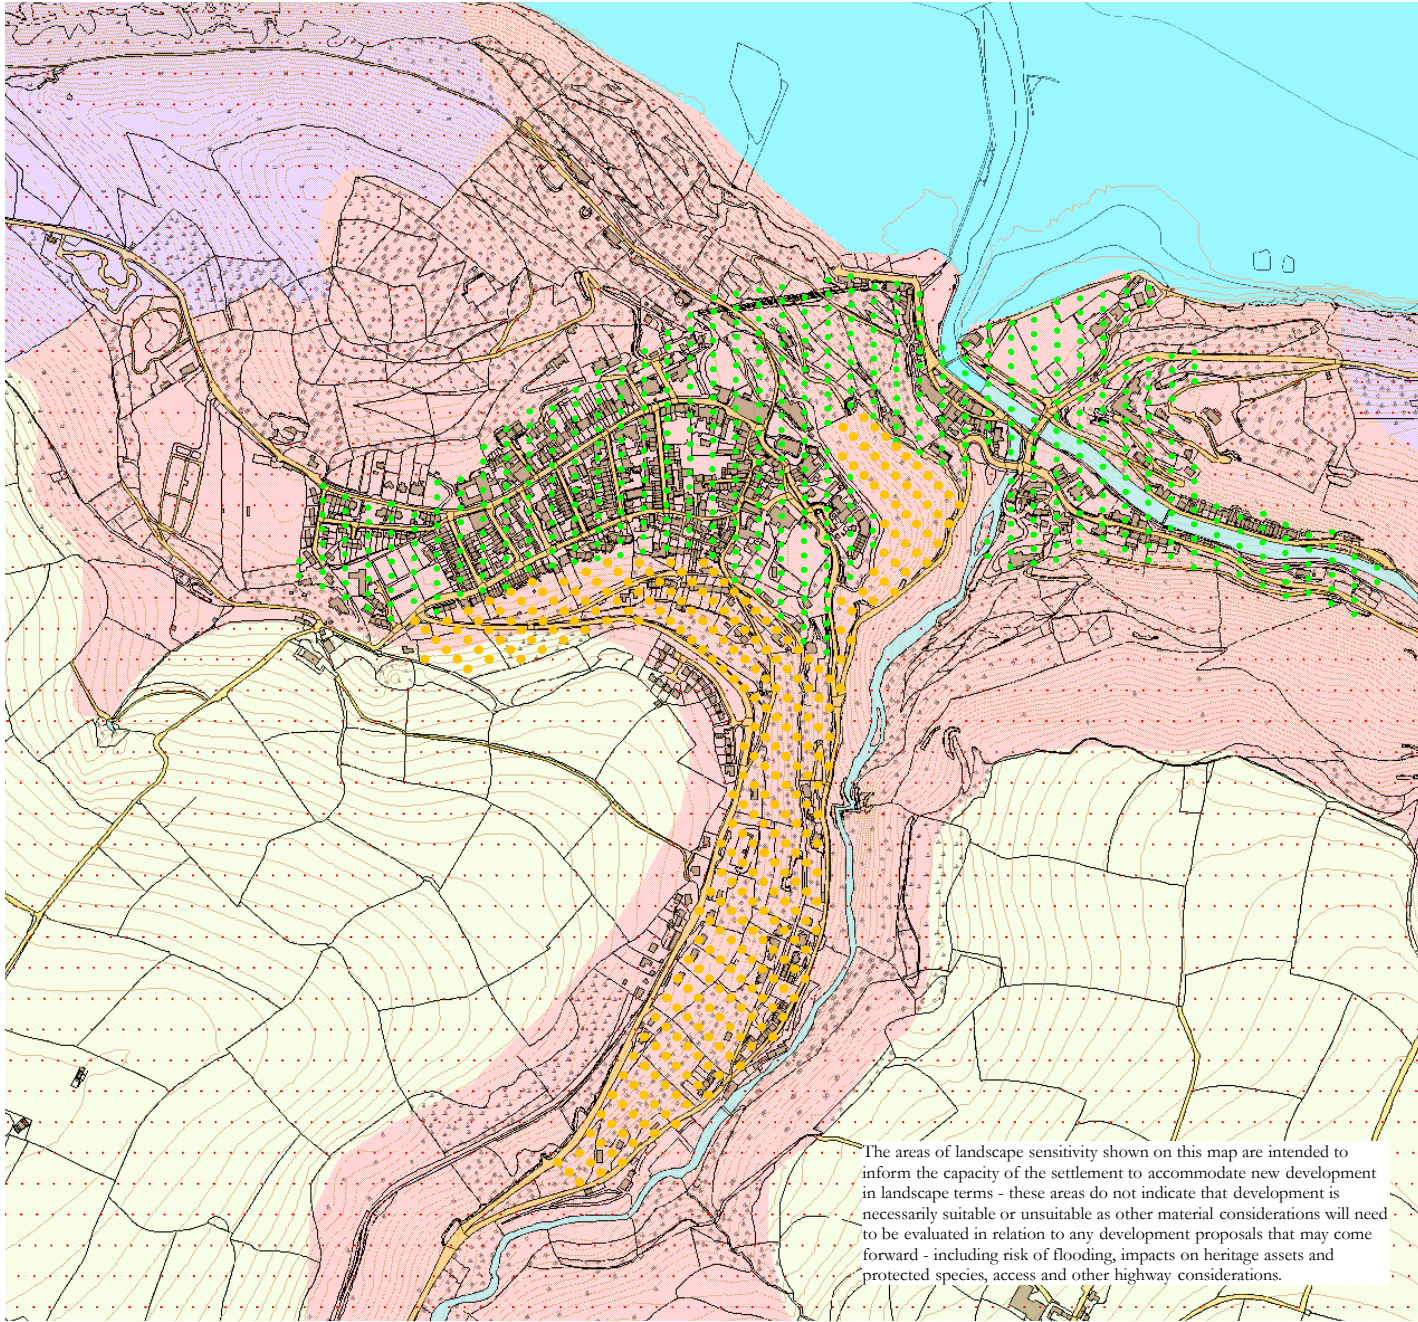 The areas of landscape sensitivity shown on this map are intended to
inform the capacity of the settlement to accommodate new development
in landscape terms - these areas do not indicate that development is
necessarily suitable or unsuitable as other material considerations will need
to be evaluated in relation to any development proposals that may come
forward - including risk of flooding, impacts on heritage assets and
protected species, access and other highway considerations.